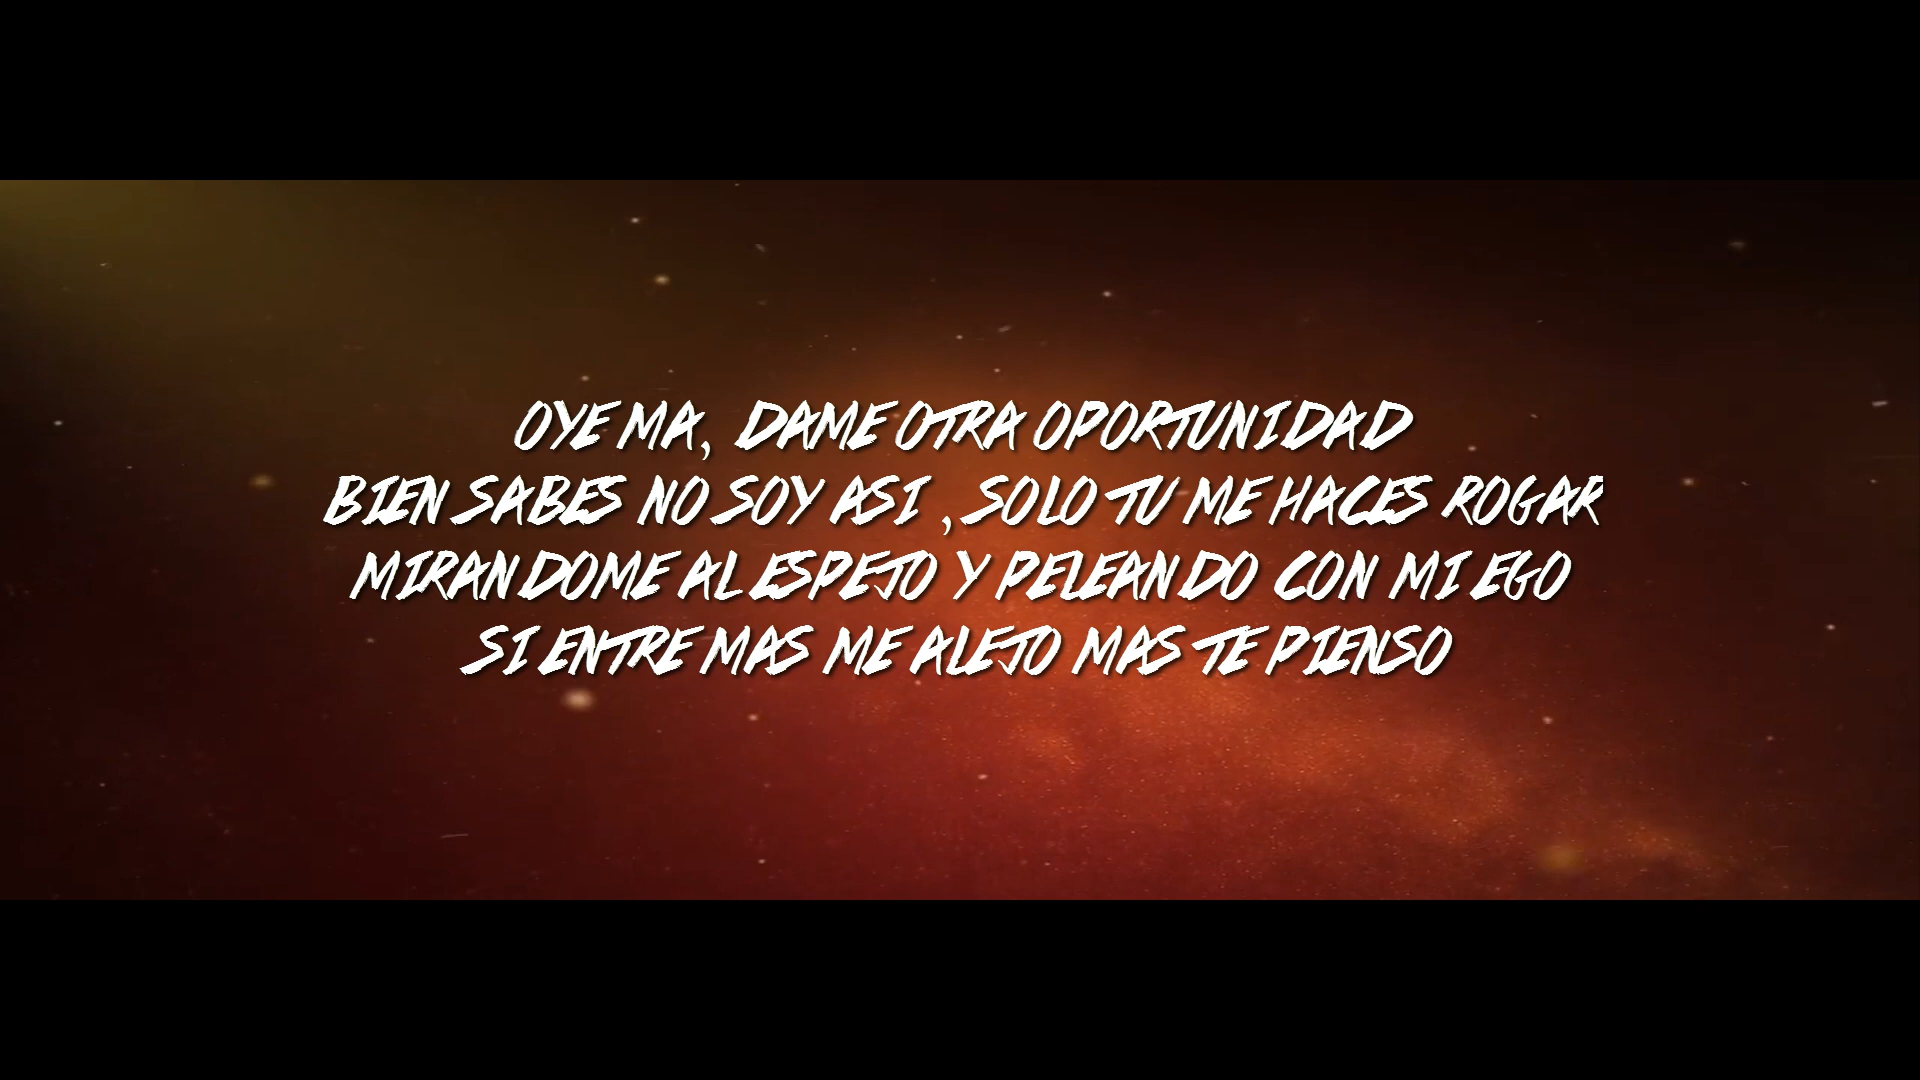 OYE MA, DAME OTRA OPORTUNIDAD
BIEN SABES NO SOY ASI , SOLO TU ME HACES ROGAR
MIRANDOME AL ESPEJO Y PELEANDO CON MI EGO
SI ENTRE MAS ME ALEJO MAS TE PIENSO